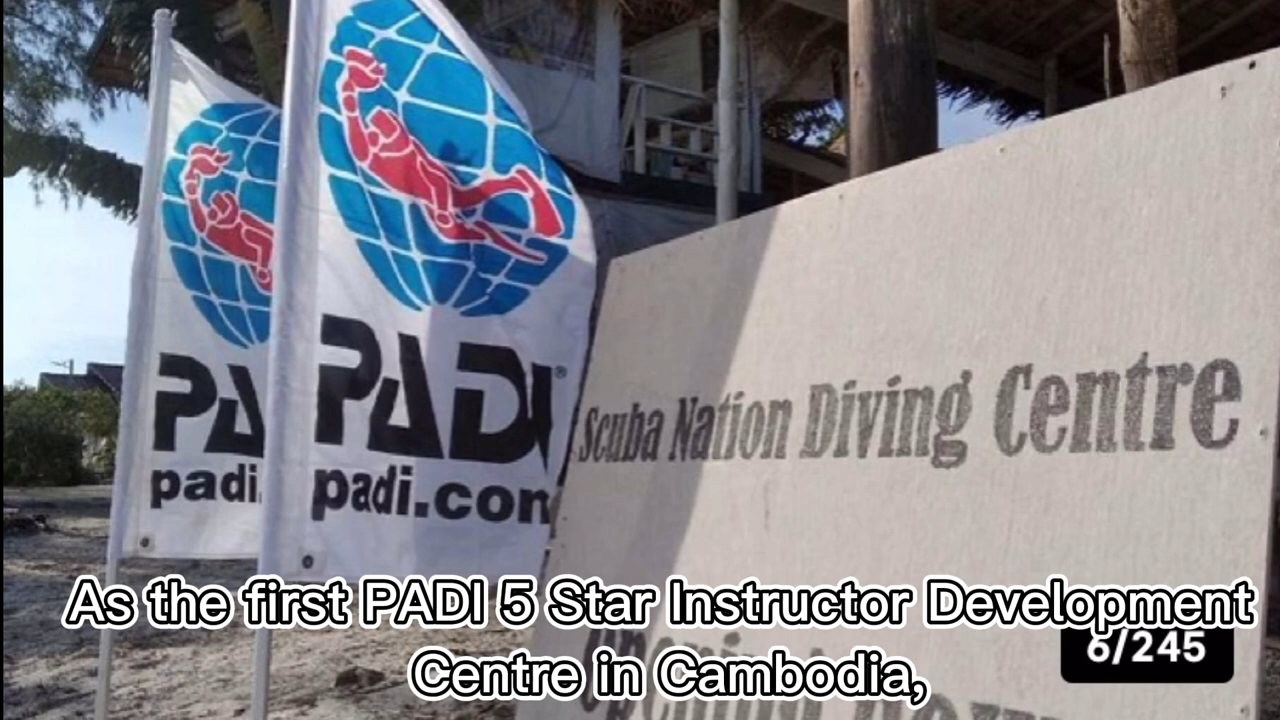 PADI
padi.
PADI®
padi.com
Scuba Nation Diving Centre
As the first PADI 5 Star Instructor Development
Centre in Cambodia,
6/245